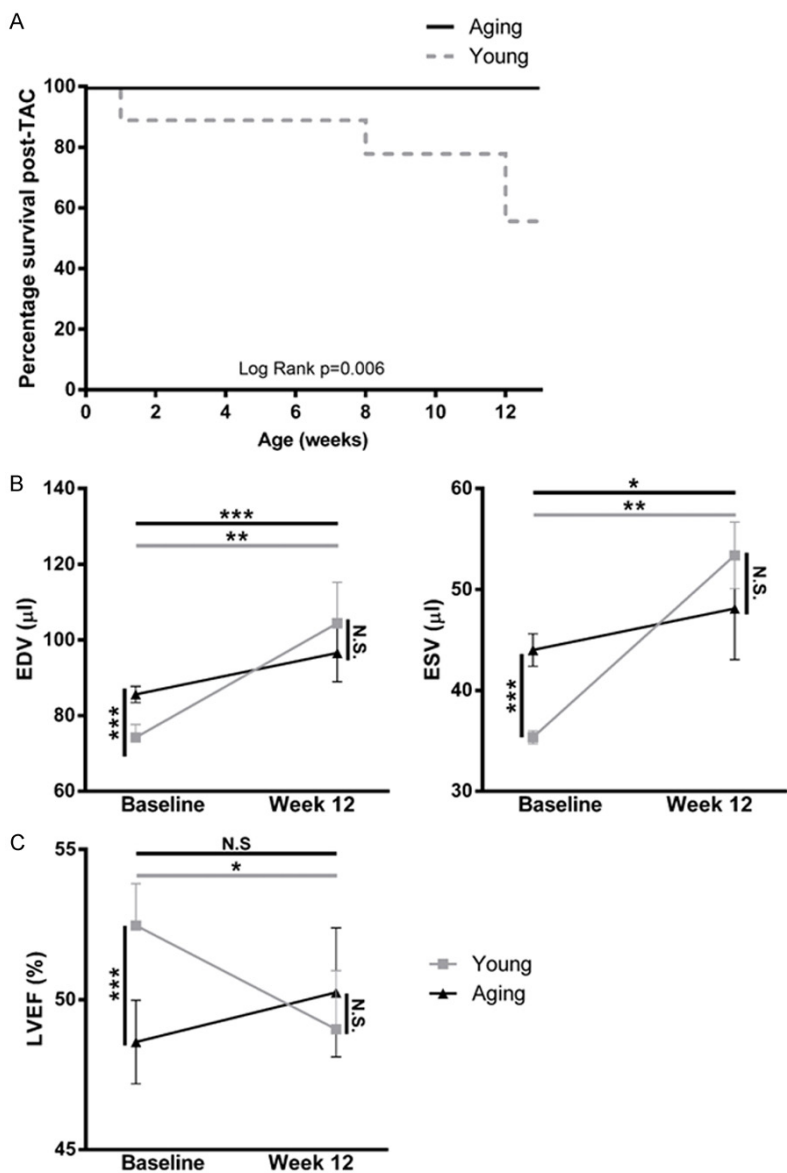 A
Aging
Young
Percentage survival post-TAC
100
80
60
40
20
0
Log Rank p=0.006
0 2 4 6 8 10 12
Age (weeks)
B
EDV (µl)
140
120
100
80
60
***
**
***
N.S.
Baseline Week 12
ESV (µl)
60
50
40
30
*
**
***
N.S.
Baseline Week 12
C
LVEF (%)
55
50
45
N.S
*
***
N.S.
Baseline Week 12
Young
Aging